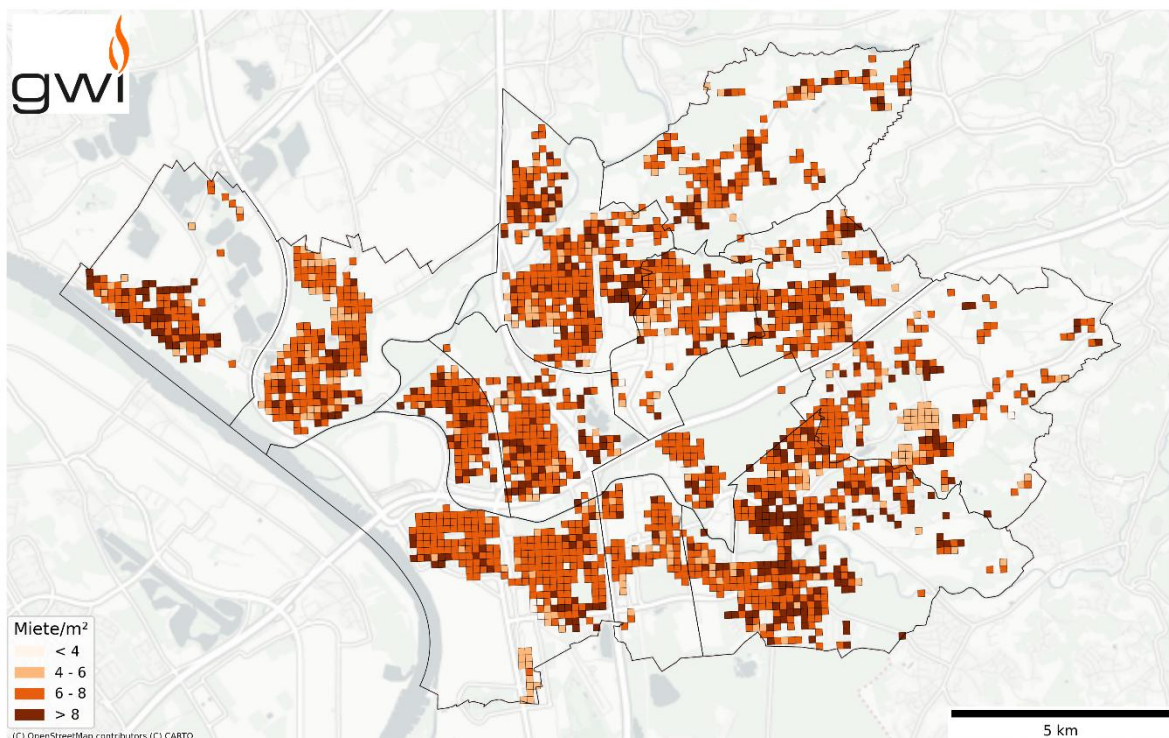 gwi
Miete/m²
< 4
4 - 6
6 - 8
> 8
(C) OpenStreetMap contributors (C) CARTO
5 km